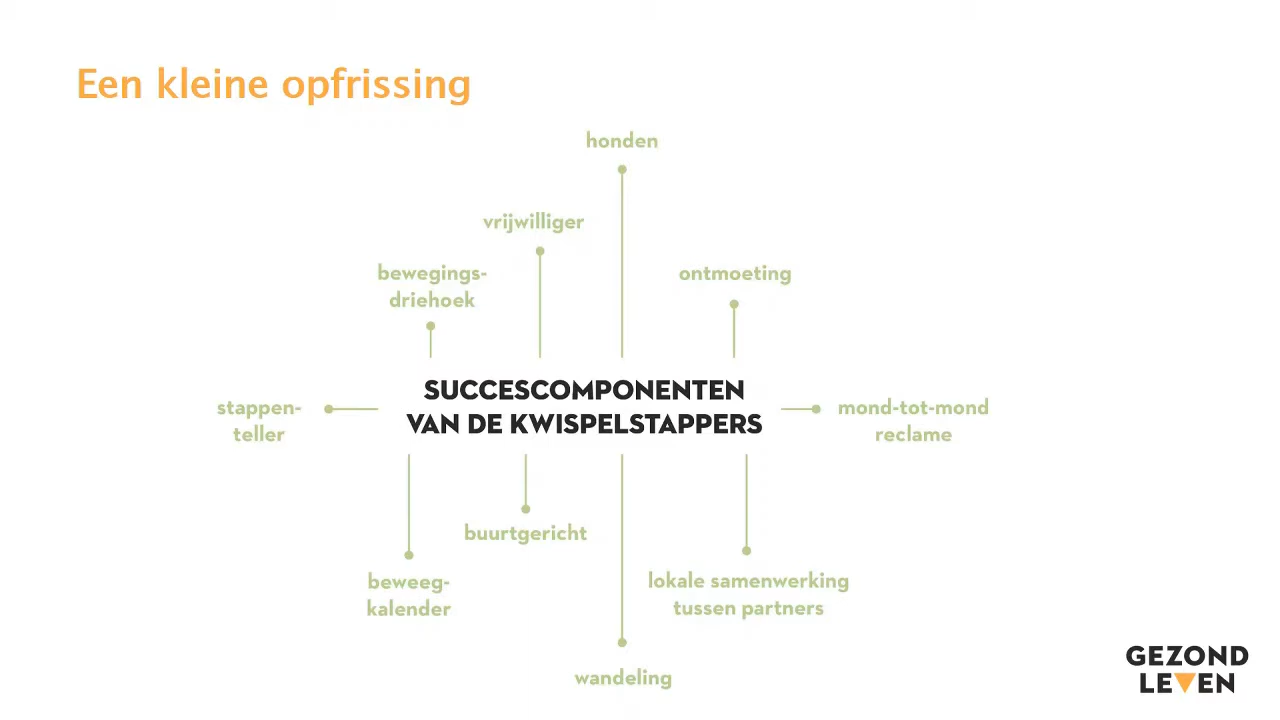 Een kleine opfrissing
honden
vrijwilliger
bewegings-
driehoek
ontmoeting
SUCCESCOMPONENTEN
VAN DE KWISPELSTAPPERS
stappen-
teller
mond-tot-mond
reclame
buurtgericht
beweeg-
kalender
lokale samenwerking
tussen partners
wandeling
GEZOND
LEVEN